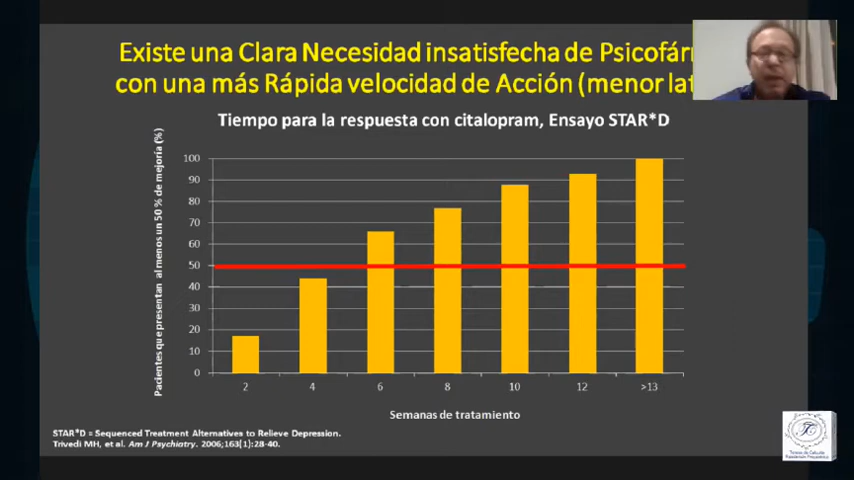 Existe una Clara Necesidad insatisfecha de
con una más Rápida velocidad de Acción (menor
Tiempo para la respuesta con citalopram, Ensayo STAR*D
Pacientes que presentan al menos un 50 % de mejoría (%)
100
90
80
70
60
50
40
30
20
10
0
2 4 6 8 10 12 >13
Semanas de tratamiento
STAR*D = Sequenced Treatment Alternatives to Relieve Depression.
Trivedi MH, et al. Am J Psychiatry. 2006;163(1):28-40.